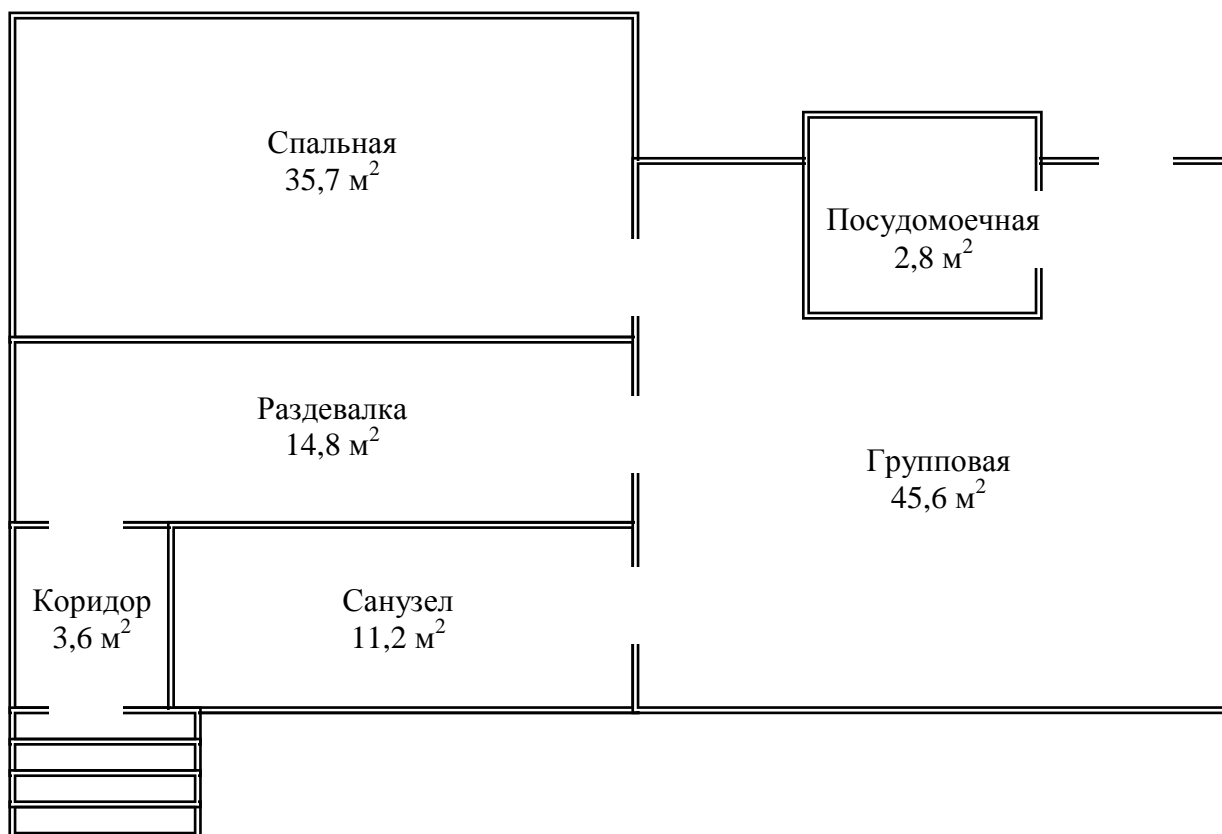 Спальная
35,7 м²
Посудомоечная
2,8 м²
Раздевалка
14,8 м²
Групповая
45,6 м²
Коридор
3,6 м²
Санузел
11,2 м²